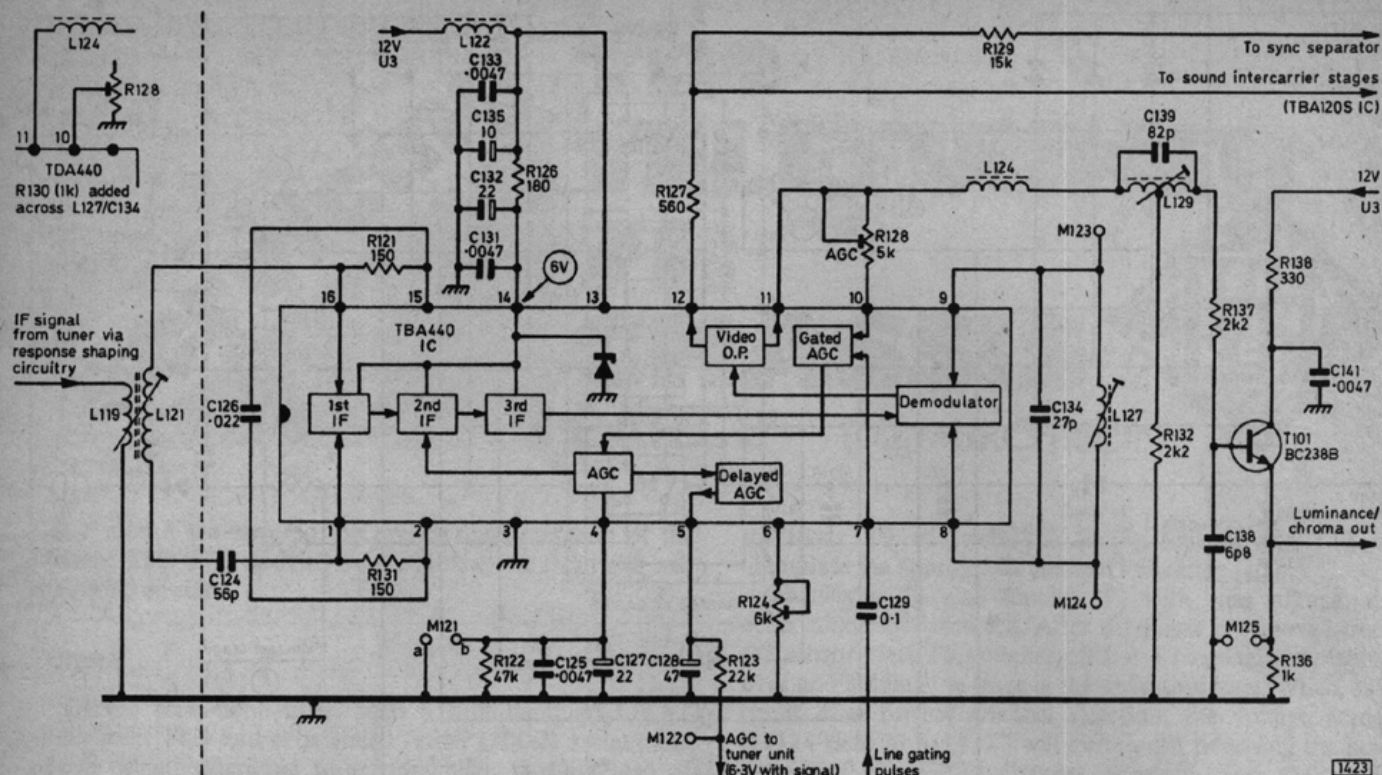 L124
R128
11
10
TDA440
R130 (1k) added
across L127/C134
IF signal
from tuner via
response shaping
circuitry
L119
L121
12V
U3
L122
C133
·0047
C135
10
C132
22
C131
·0047
R126
180
6V
R121
150
16
15
14
13
12
11
10
9
TBA440
IC
C126
·022
1st
IF
2nd
IF
3rd
IF
Video
O.P.
Gated
AGC
Demodulator
AGC
Delayed
AGC
1
2
3
4
5
6
7
8
C124
56p
R131
150
M121
a
b
R122
47k
C125
·0047
C127
22
C128
47
R123
22k
R124
6k
C129
0·1
M122
AGC to
tuner unit
(6·3V with signal)
Line gating
pulses
R127
560
R129
15k
To sync separator
To sound intercarrier stages
(TBA120S IC)
AGC
R128
5k
L124
C139
82p
L129
12V
U3
M123
R138
330
R137
2k2
C141
·0047
C134
27p
L127
R132
2k2
T101
BC238B
Luminance/
chroma out
C138
6p8
M124
M125
R136
1k
1423